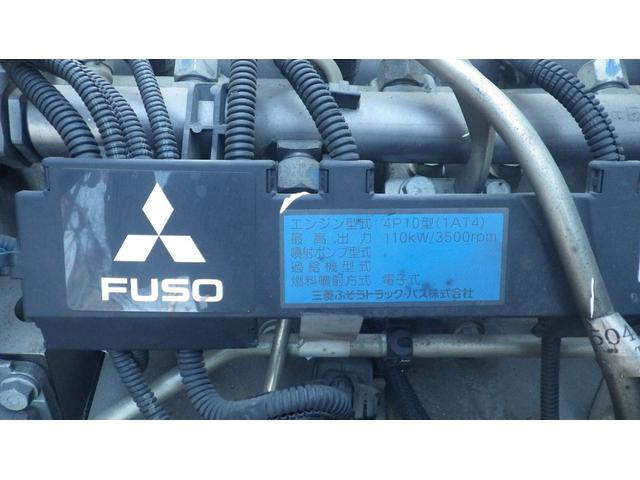 FUSO
エンジン型式 4P10型(1AT4)
最高出力 110kW/3500rpm
噴射ポンプ型式
過給機型式
燃料噴射方式 電子式
三菱ふそうトラック・バス株式会社
504